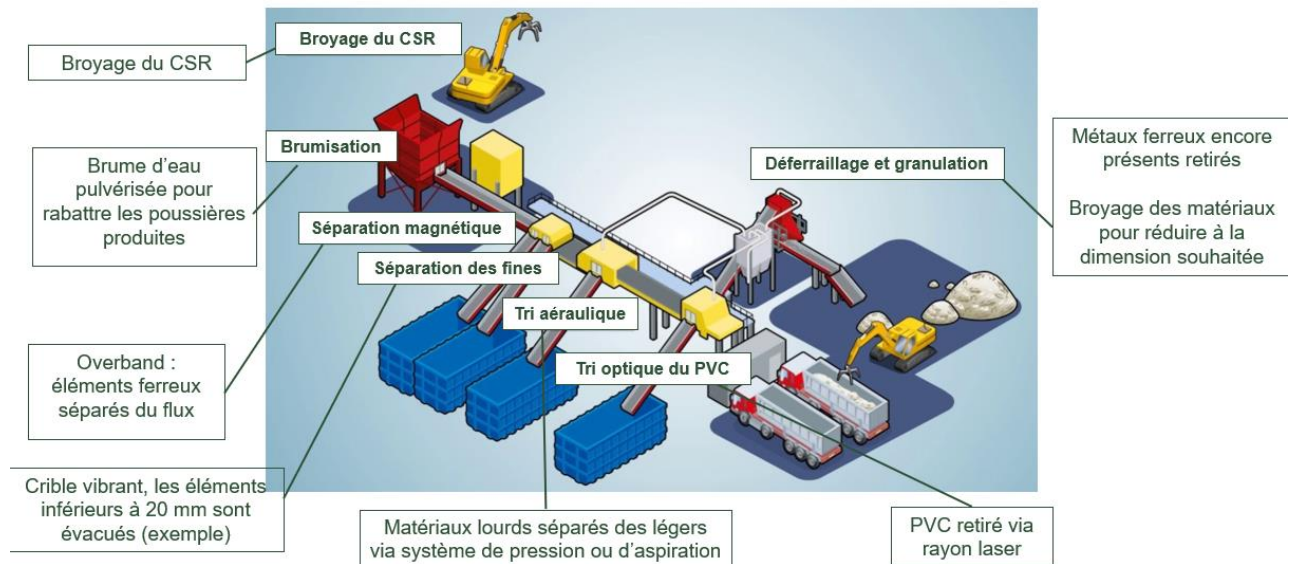 Broyage du CSR
Broyage du CSR
Brumisation
Brume d’eau
pulvérisée pour
rabattre les poussières
produites
Séparation magnétique
Overband :
éléments ferreux
séparés du flux
Séparation des fines
Crible vibrant, les éléments
inférieurs à 20 mm sont
évacués (exemple)
Tri aéraulique
Matériaux lourds séparés des légers
via système de pression ou d’aspiration
Tri optique du PVC
PVC retiré via
rayon laser
Déferraillage et granulation
Métaux ferreux encore
présents retirés
Broyage des matériaux
pour réduire à la
dimension souhaitée